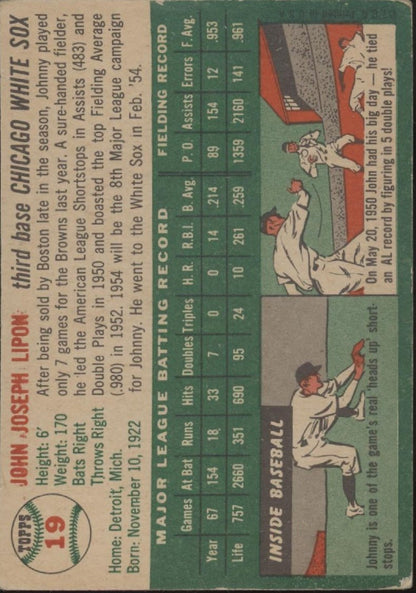 TOPPS
19
JOHN JOSEPH LIPON third base CHICAGO WHITE SOX
Height: 6'
Weight: 170
Bats Right
Throws Right
Home: Detroit, Mich.
Born: November 10, 1922
After being sold by Boston late in the season, Johnny played
only 7 games for the Browns last year. A sure-handed fielder,
he led the American League Shortstops in Assists (483) and
Double Plays in 1950 and boasted the top Fielding Average
(.980) in 1952. 1954 will be the 8th Major League campaign
for Johnny. He went to the White Sox in Feb. '54.
MAJOR LEAGUE BATTING RECORD FIELDING RECORD
Games At Bat Runs Hits Doubles Triples H. R. R.B.I. B. Avg P. O. Assists Errors F. Avg.
Year 67 154 18 33 7 0 0 14 .214 89 154 12 .953
Life 757 2660 351 690 95 24 10 261 .259 1359 2160 141 .961
INSIDE BASEBALL
Johnny is one of the game's real 'heads up' short-
stops.
On May 20, 1950 John had his big day — he tied
an AL record by figuring in 5 double plays!